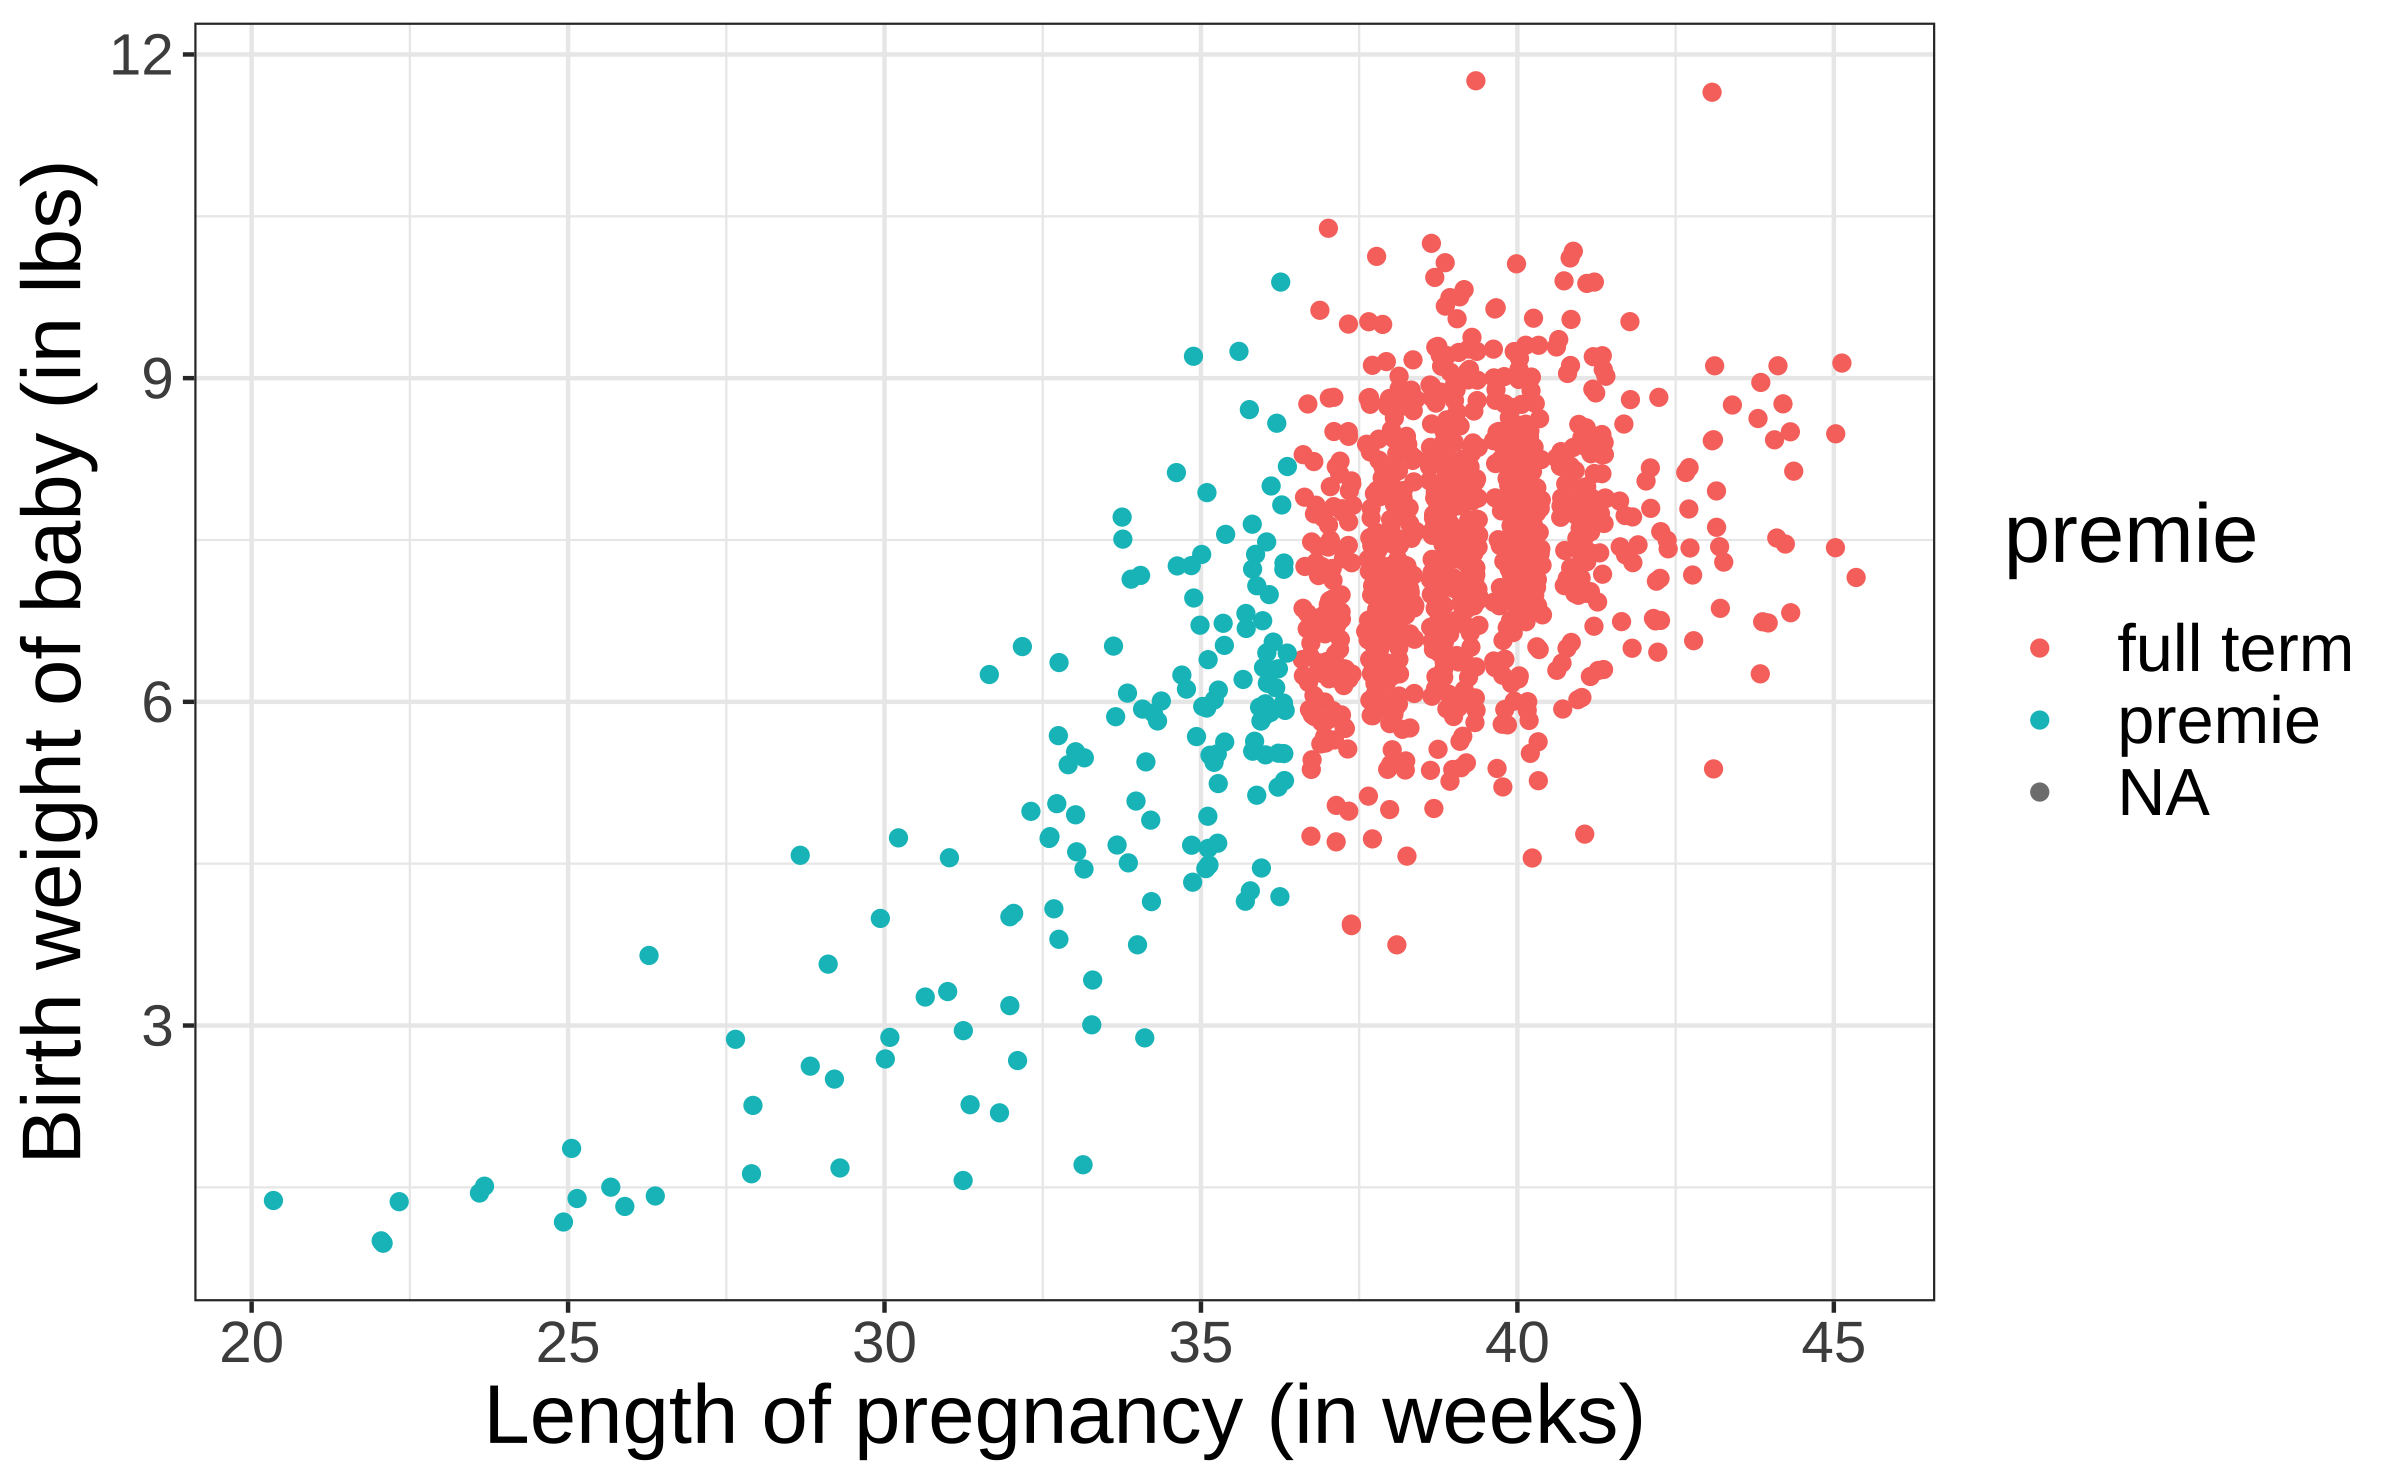 12
9
6
3
Birth weight of baby (in lbs)
20 25 30 35 40 45
Length of pregnancy (in weeks)
premie
full term
premie
NA